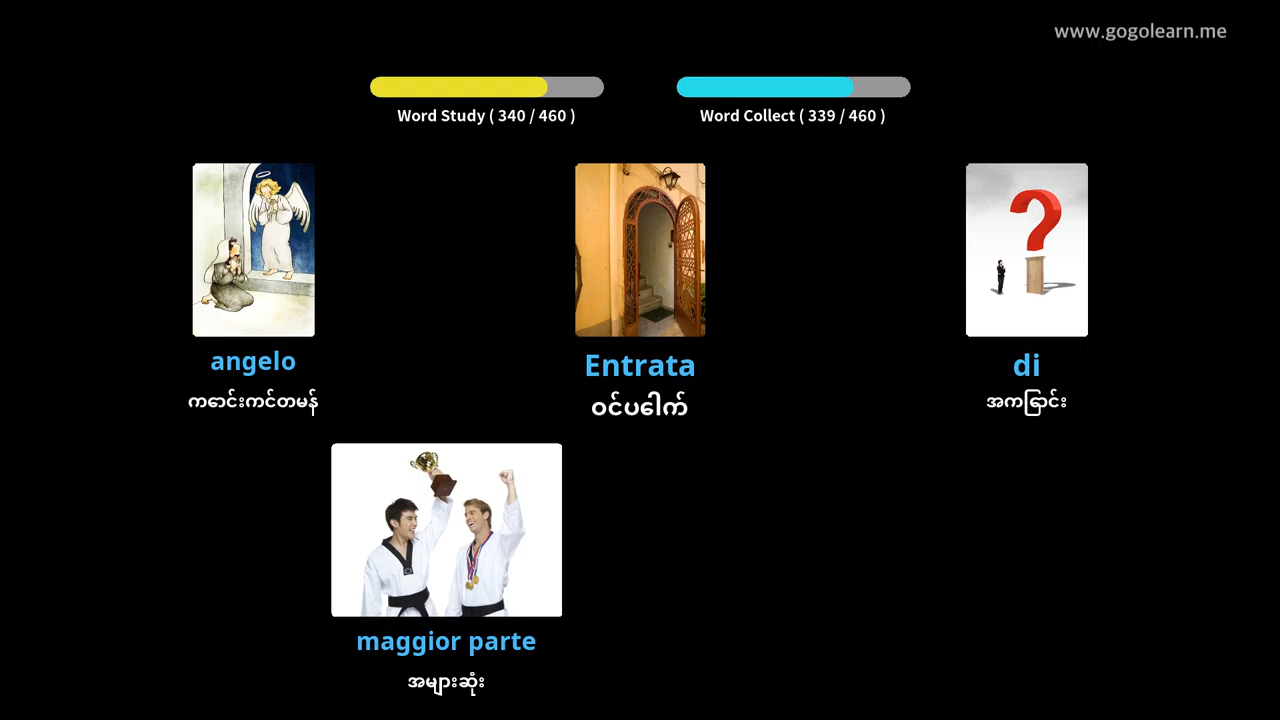 www.gogolearn.me
Word Study ( 340 / 460 )
Word Collect ( 339 / 460 )
angelo
ကောင်းကင်တမန်
Entrata
ဝင်ပေါက်
di
အကြောင်း
maggior parte
အများဆုံး